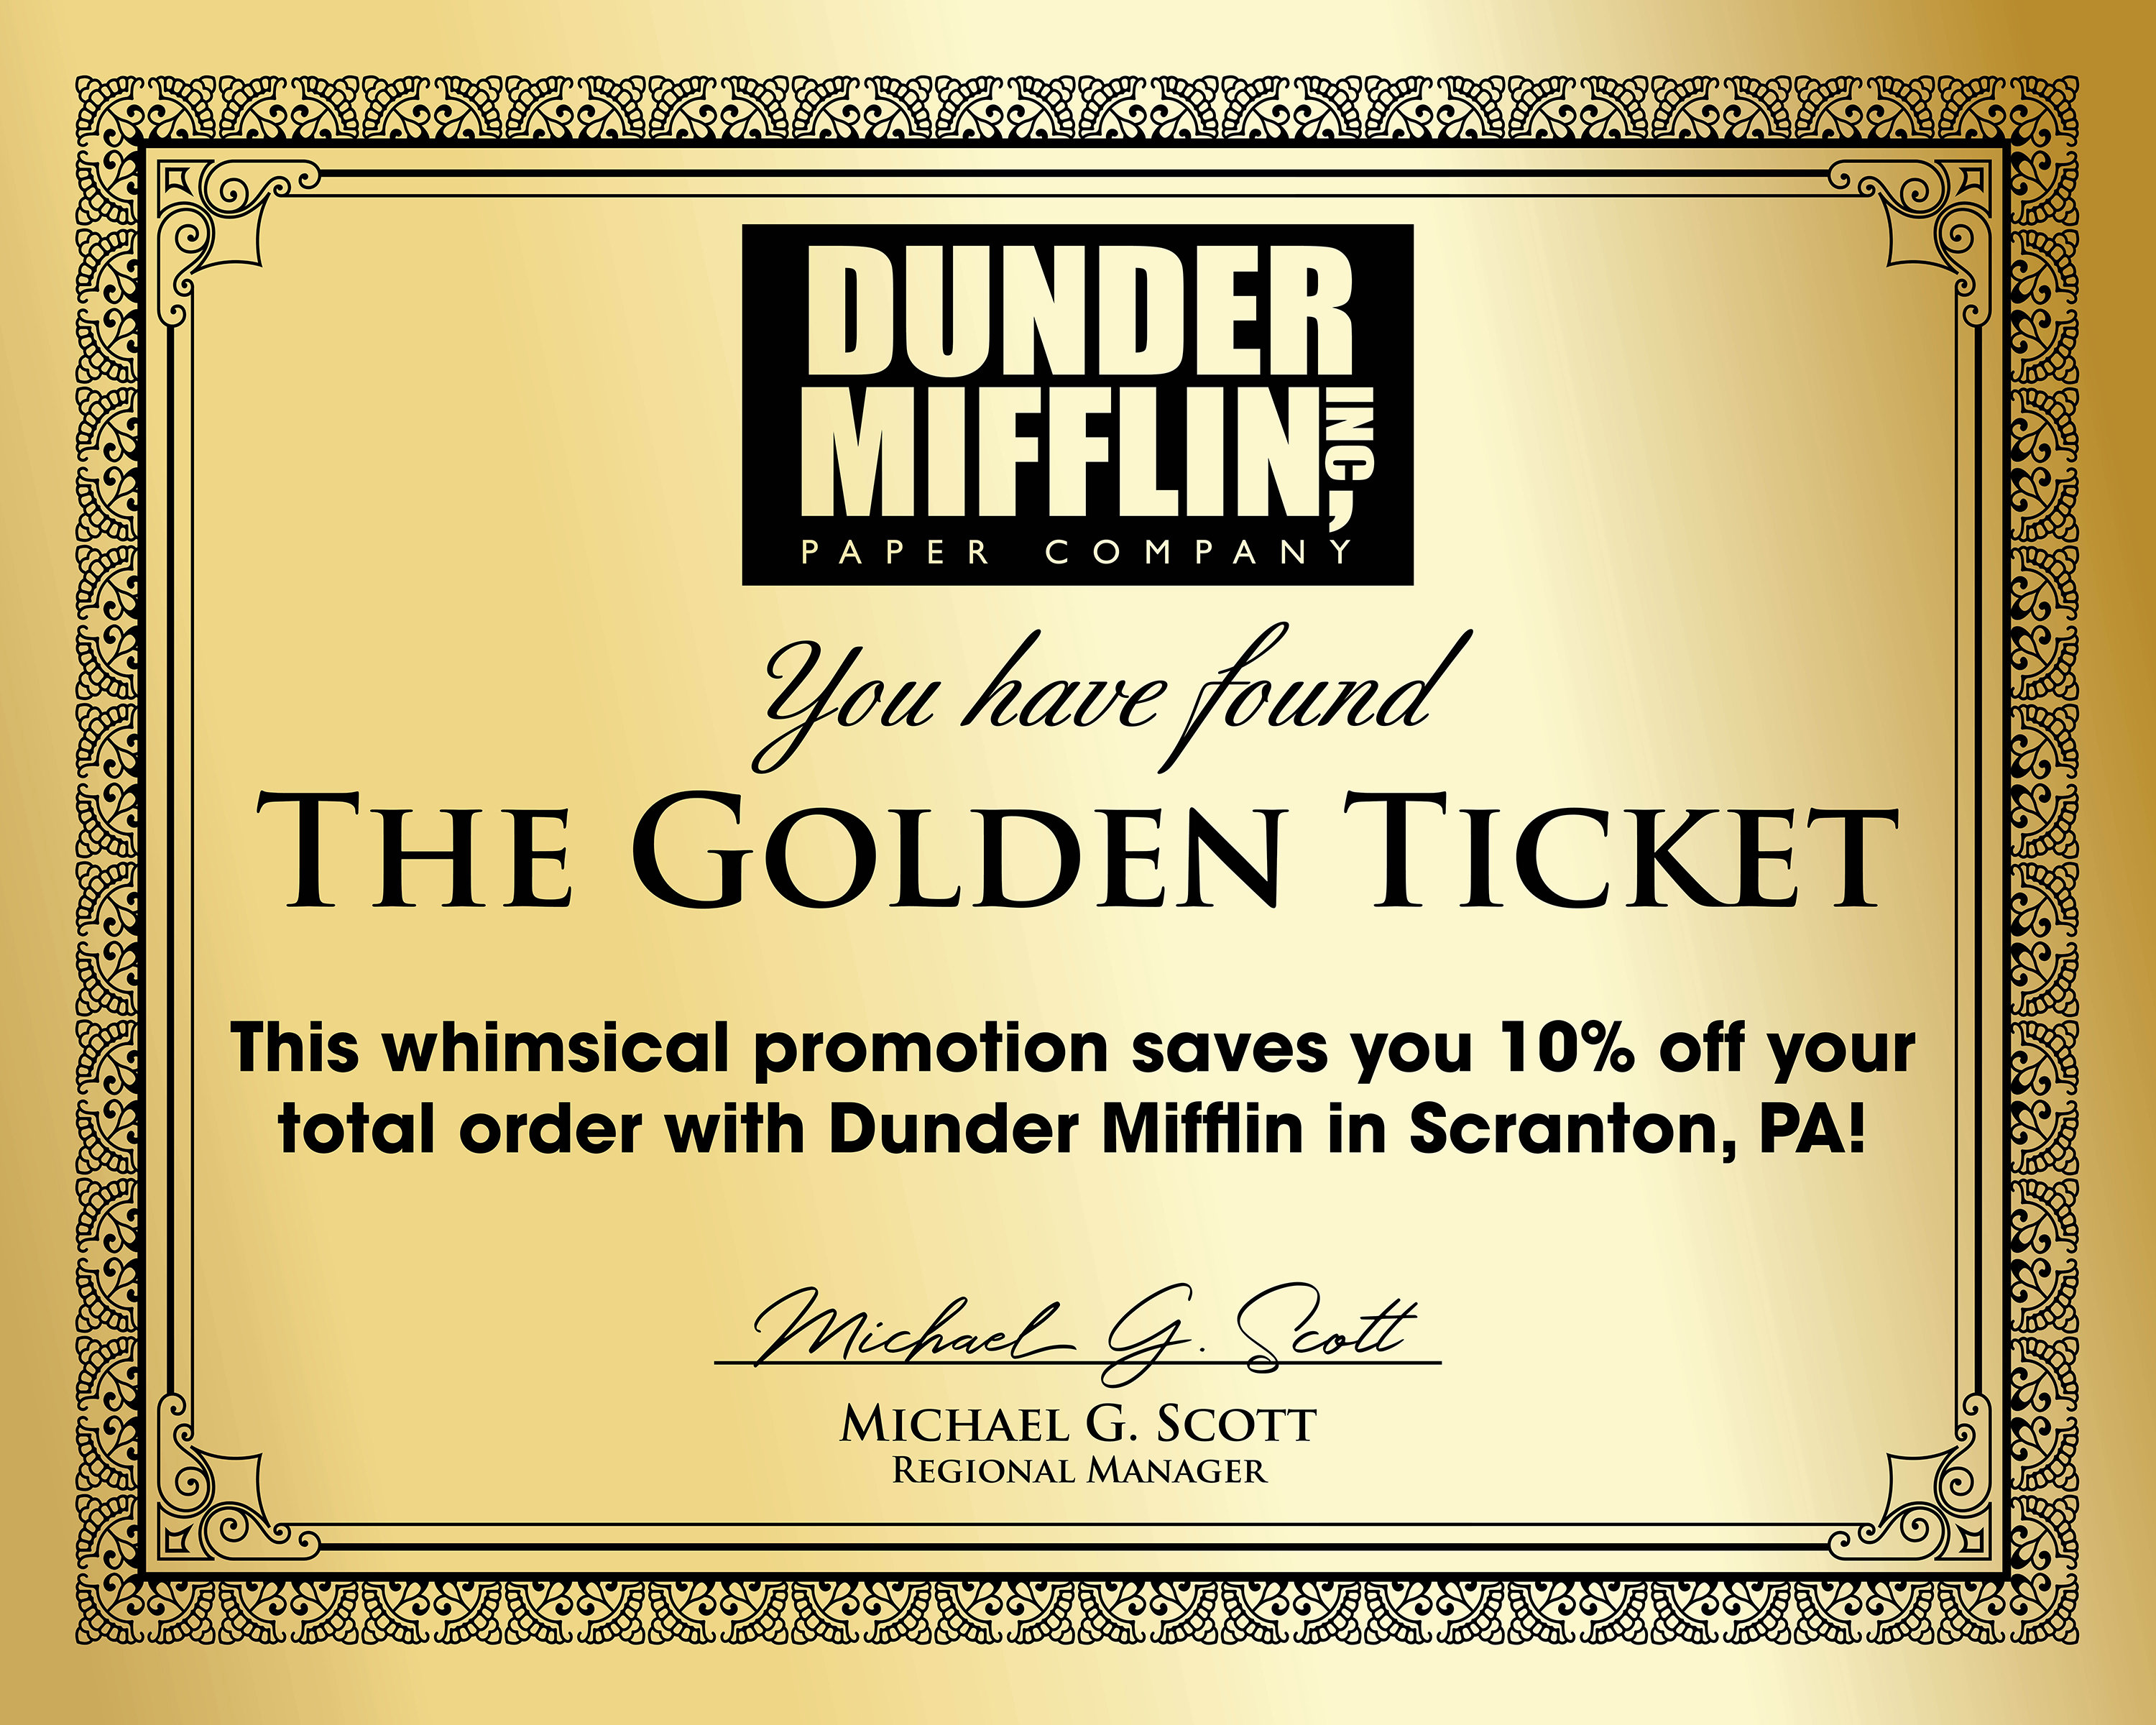 DUNDER
MIFFLIN INC,
PAPER COMPANY
You have found
THE GOLDEN TICKET
This whimsical promotion saves you 10% off your
total order with Dunder Mifflin in Scranton, PA!
Michael G. Scott
MICHAEL G. SCOTT
REGIONAL MANAGER